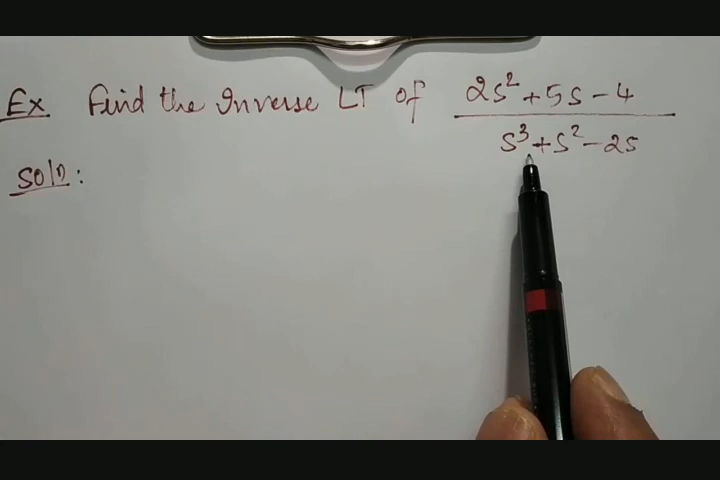 Ex Find the Inverse LT of 2s²+5s-4
s³+s²-2s
Soln: